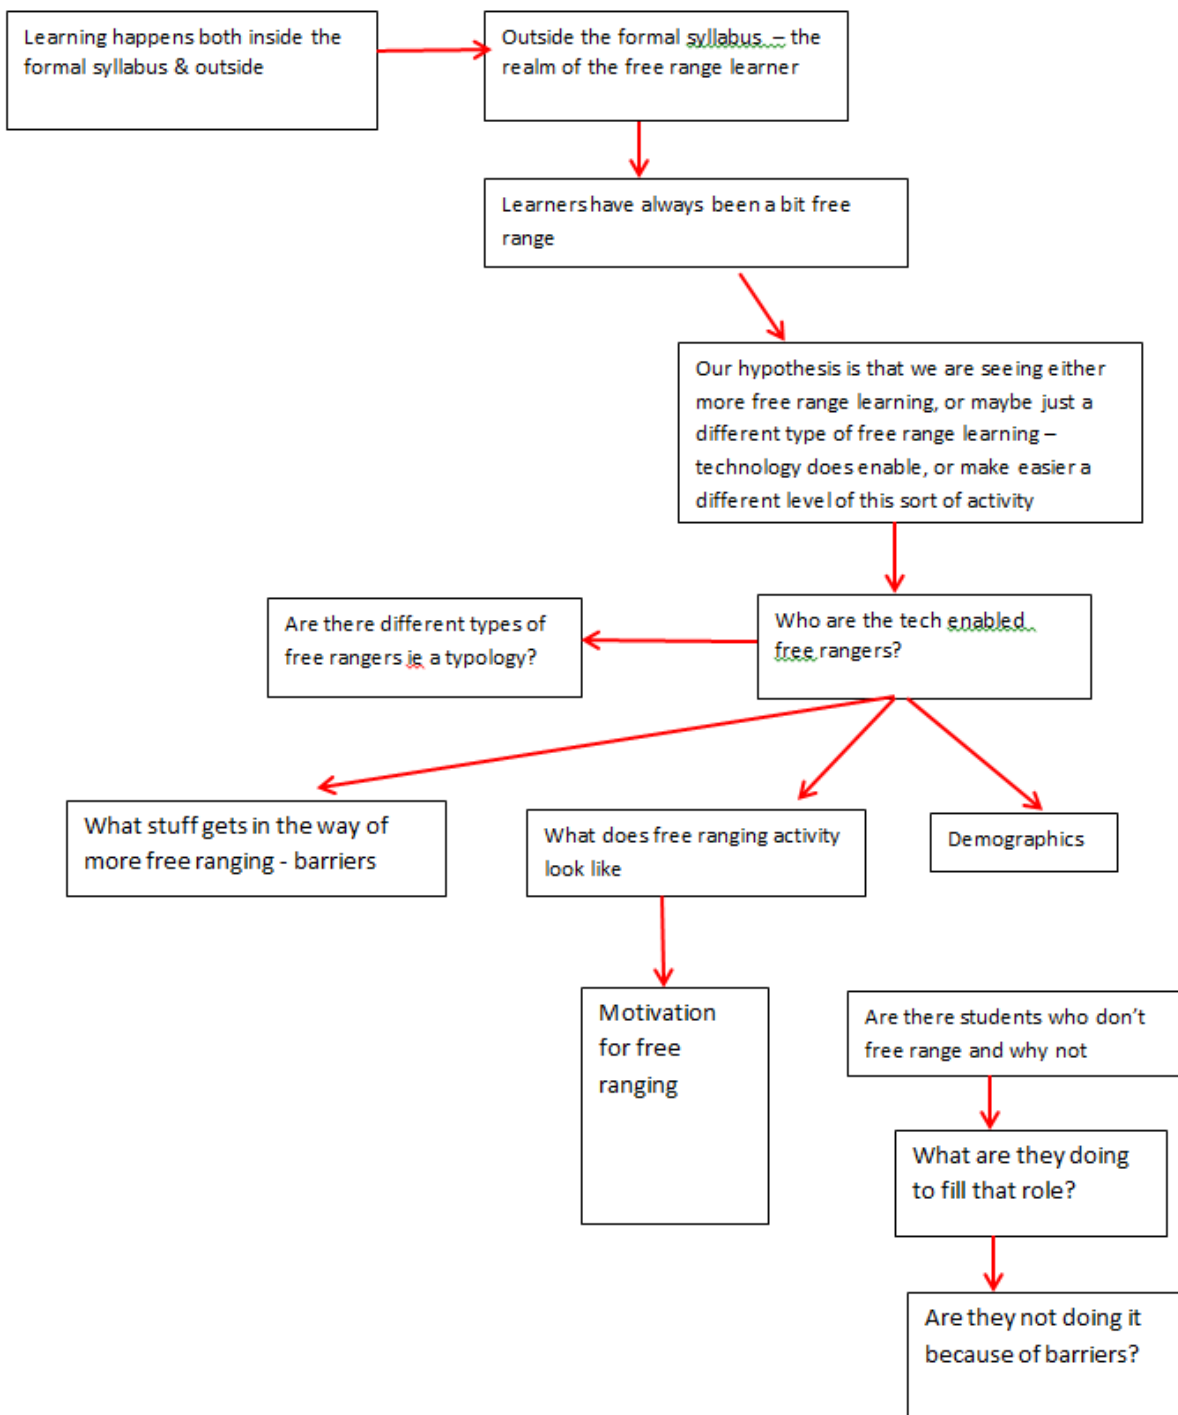 Learning happens both inside the
formal syllabus & outside
Outside the formal syllabus – the
realm of the free range learner
Learners have always been a bit free
range
Our hypothesis is that we are seeing either
more free range learning, or maybe just a
different type of free range learning –
technology does enable, or make easier a
different level of this sort of activity
Who are the tech enabled
free rangers?
Are there different types of
free rangers ie a typology?
What stuff gets in the way of
more free ranging - barriers
What does free ranging activity
look like
Demographics
Motivation
for free
ranging
Are there students who don’t
free range and why not
What are they doing
to fill that role?
Are they not doing it
because of barriers?